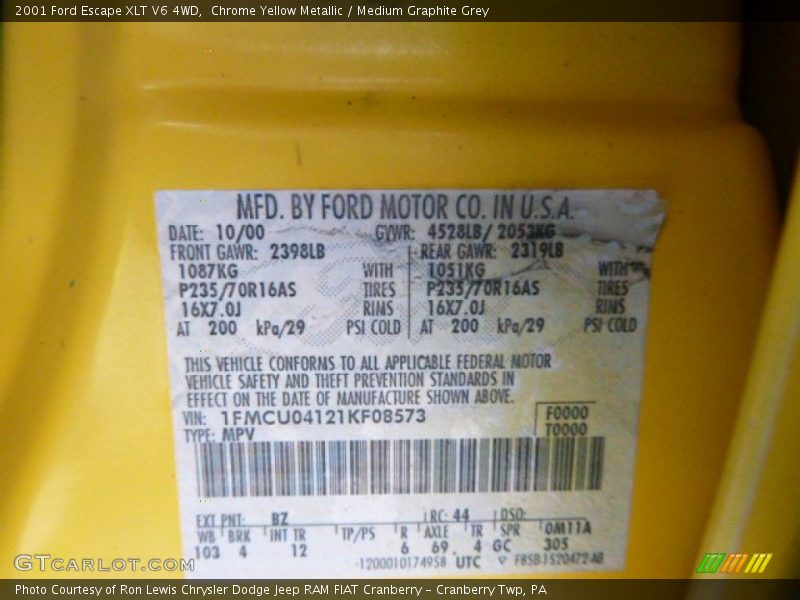 2001 Ford Escape XLT V6 4WD, Chrome Yellow Metallic / Medium Graphite Grey
MFD. BY FORD MOTOR CO. IN U.S.A.
DATE: 10/00 GVWR: 4528LB/ 2053KG
FRONT GAWR: 2398LB REAR GAWR: 2319LB
1087KG WITH 1051KG WITH
P235/70R16AS TIRES P235/70R16AS TIRES
16X7.0J RIMS 16X7.0J RIMS
AT 200 kPa/29 PSI COLD AT 200 kPa/29 PSI COLD
THIS VEHICLE CONFORMS TO ALL APPLICABLE FEDERAL MOTOR
VEHICLE SAFETY AND THEFT PREVENTION STANDARDS IN
EFFECT ON THE DATE OF MANUFACTURE SHOWN ABOVE.
VIN: 1FMCU04121KF08573 F0000
TYPE: MPV T0000
EXT PNT: BZ RC: 44 DSO:
WB BRK INT TR TP/PS R AXLE TR SPR 0M11A
103 4 12 6 69 4 GC 305
1200010174958 UTC F85B-1520472-AB
GTCARLOT.com
Photo Courtesy of Ron Lewis Chrysler Dodge Jeep RAM FIAT Cranberry – Cranberry Twp, PA